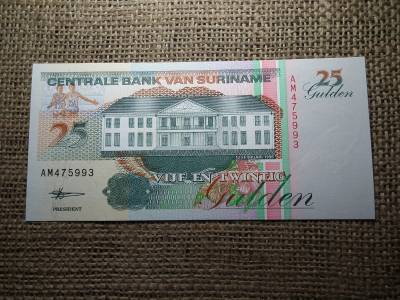 CENTRALE BANK VAN SURINAME
25
Gulden
AM475993
25
AM475993
VIJF EN TWINTIG
Gulden
PRESIDENT